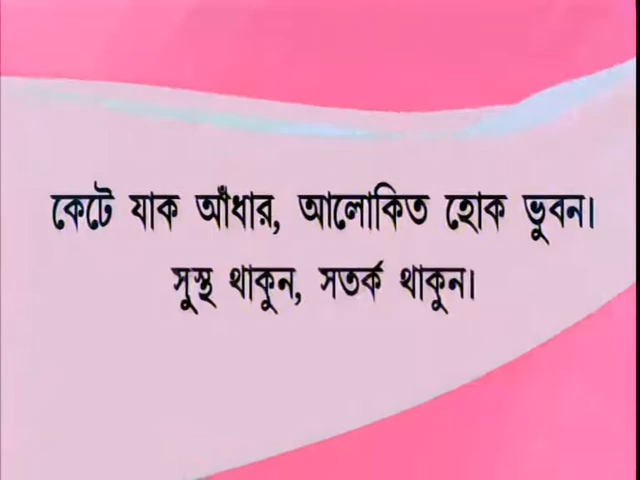 কেটে যাক আঁধার, আলোকিত হোক ভুবন।
সুস্থ থাকুন, সতর্ক থাকুন।